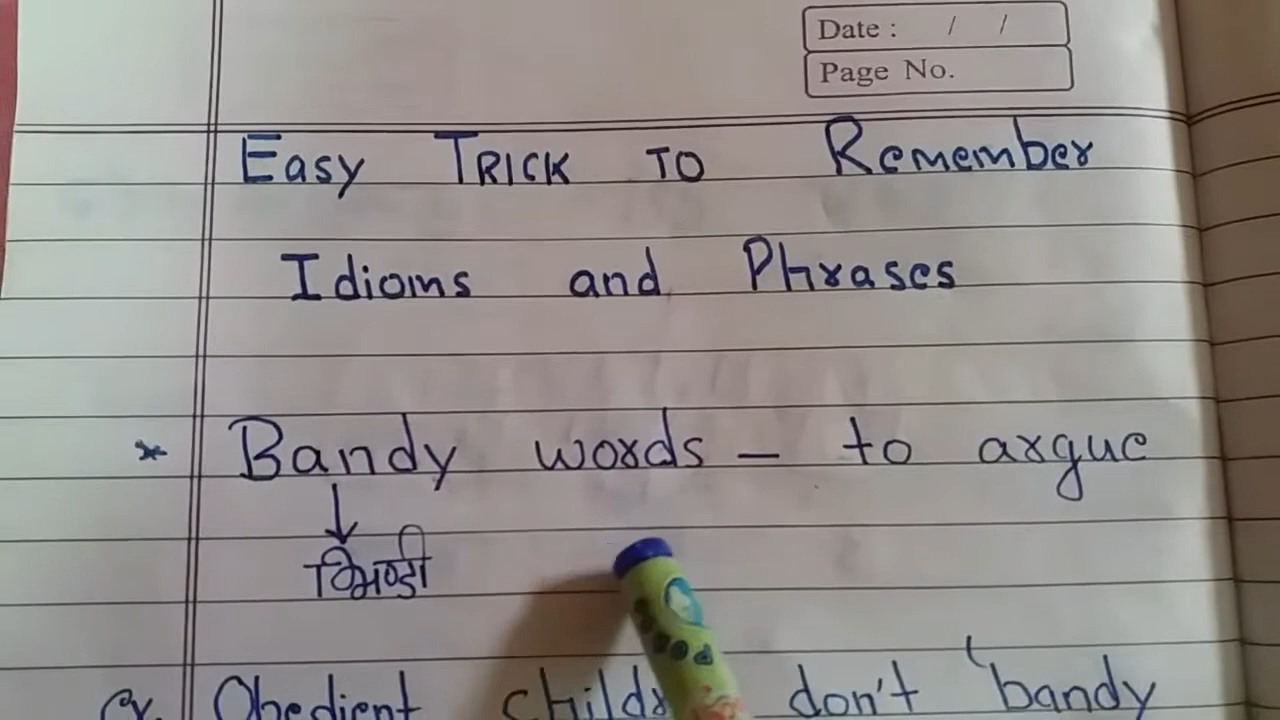 Date : / /
Page No.
Easy TRICK TO Remember
Idioms and Phrases
* Bandy words - to argue
↓
भिण्डी
Obedient don't 'bandy